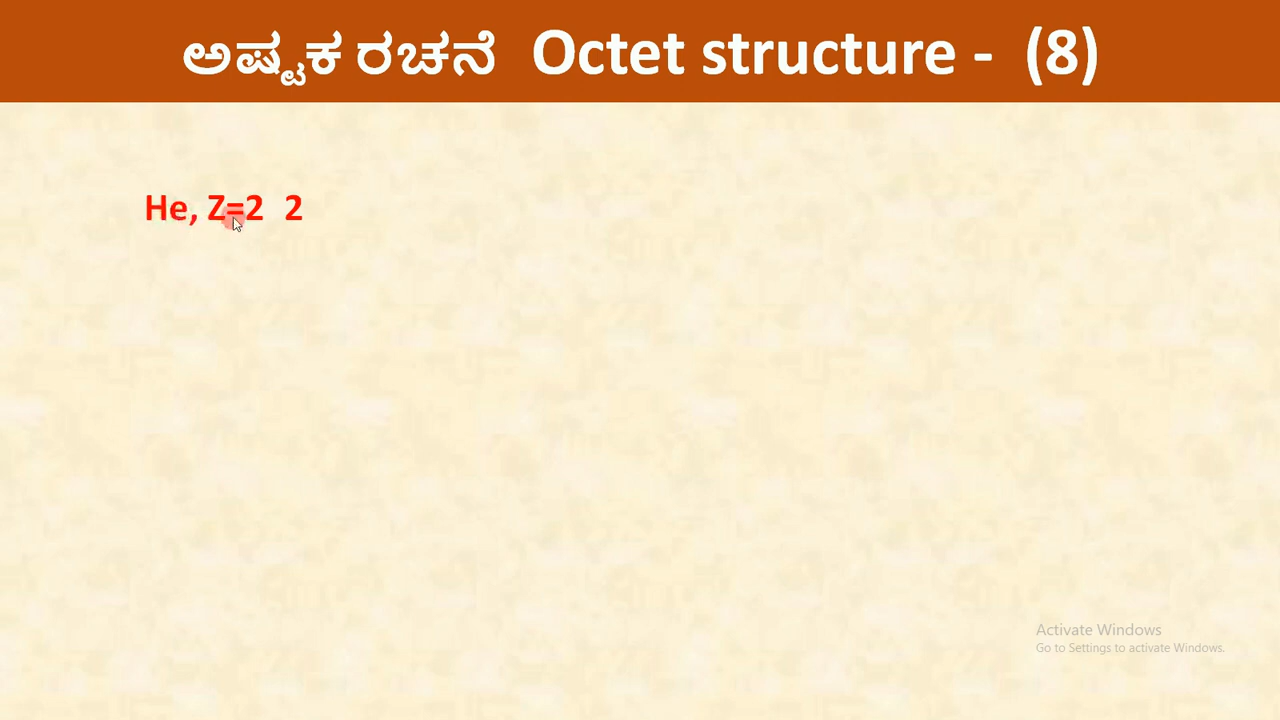 ಅಷ್ಟಕ ರಚನೆ Octet structure - (8)
He, Z=2 2
Activate Windows
Go to Settings to activate Windows.